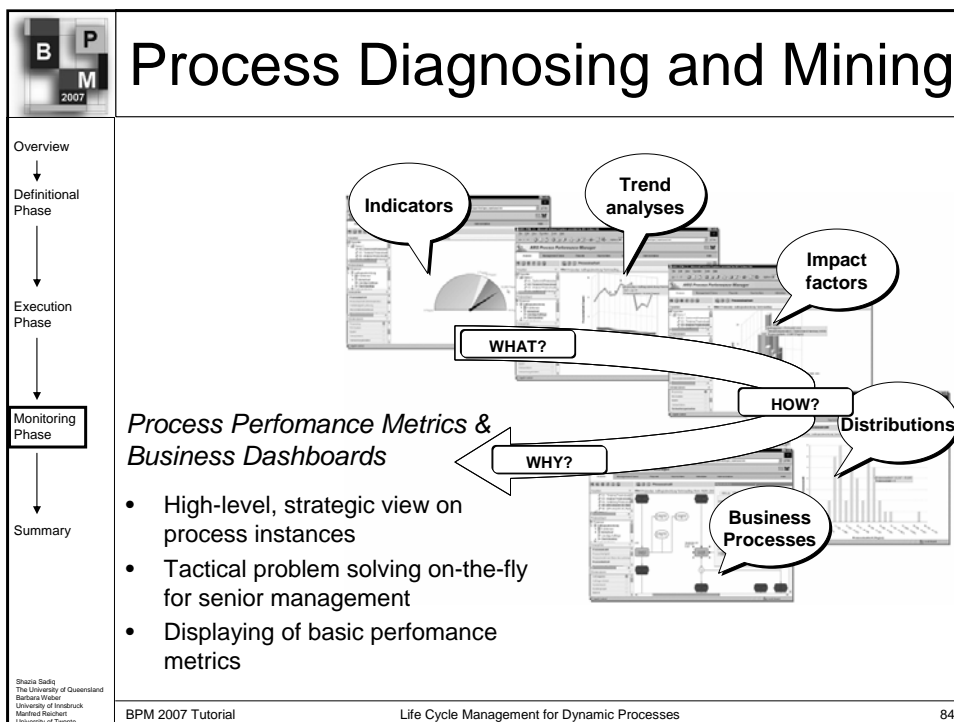 B P
M
2007
Process Diagnosing and Mining
Overview
Definitional
Phase
Execution
Phase
Monitoring
Phase
Summary
Indicators
Trend
analyses
Impact
factors
WHAT?
HOW?
Distributions
WHY?
Business
Processes
Process Perfomance Metrics &
Business Dashboards
• High-level, strategic view on
process instances
• Tactical problem solving on-the-fly
for senior management
• Displaying of basic perfomance
metrics
Shazia Sadiq
The University of Queensland
Barbara Weber
University of Innsbruck
Manfred Reichert
University of Twente
BPM 2007 Tutorial
Life Cycle Management for Dynamic Processes
84